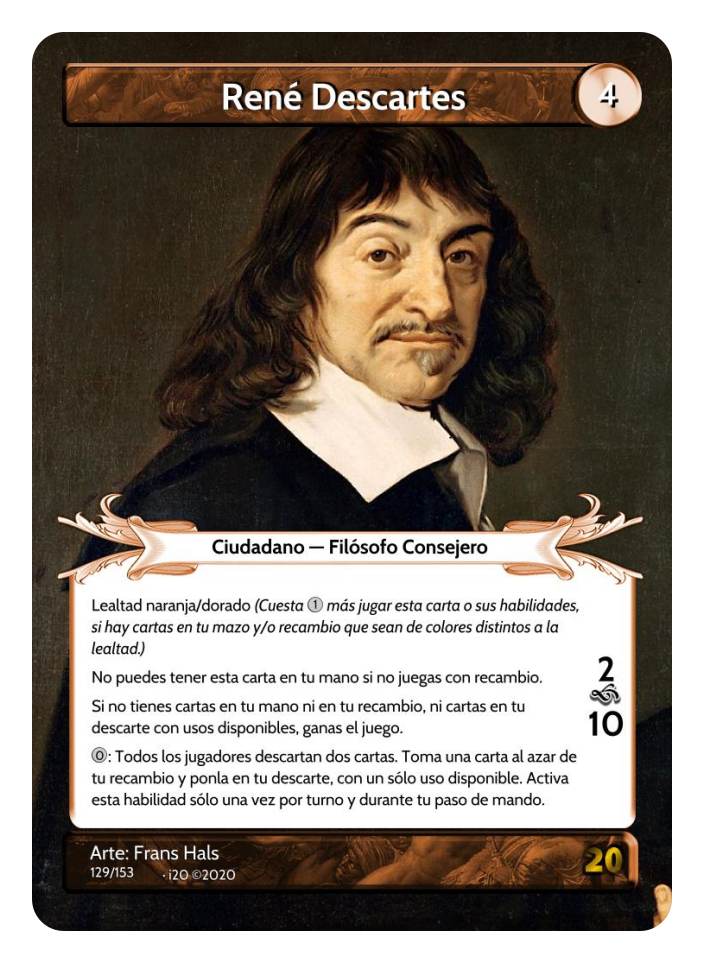 René Descartes
4
Ciudadano — Filósofo Consejero
Lealtad naranja/dorado (Cuesta 1 más jugar esta carta o sus habilidades,
si hay cartas en tu mazo y/o recambio que sean de colores distintos a la
lealtad.)
No puedes tener esta carta en tu mano si no juegas con recambio.
Si no tienes cartas en tu mano ni en tu recambio, ni cartas en tu
descarte con usos disponibles, ganas el juego.
0: Todos los jugadores descartan dos cartas. Toma una carta al azar de
tu recambio y ponla en tu descarte, con un sólo uso disponible. Activa
esta habilidad sólo una vez por turno y durante tu paso de mando.
2
10
Arte: Frans Hals
129/153 · i20 ©2020
20